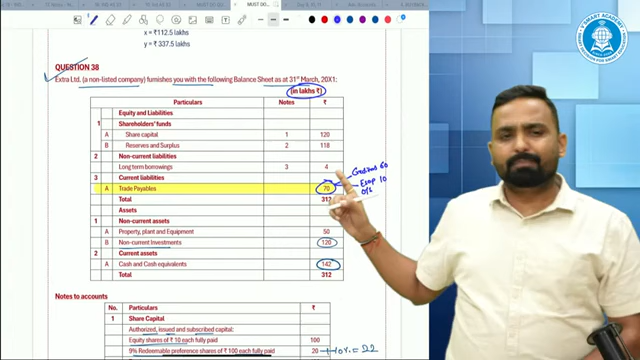 x = ₹112.5 lakhs
y = ₹ 337.5 lakhs
QUESTION 38
Extra Ltd. (a non-listed company) furnishes you with the following Balance Sheet as at 31st March, 20X1:
(in lakhs ₹)
Particulars Notes ₹
Equity and Liabilities
1 Shareholders' funds
A Share capital 1 120
B Reserves and Surplus 2 118
2 Non-current liabilities
Long term borrowings 3 4
3 Current liabilities
A Trade Payables 70
Total 312
Creditors 60
Esop 10
O/s
Assets
1 Non-current assets
A Property, plant and Equipment 50
B Non-current Investments 120
2 Current assets
A Cash and Cash equivalents 142
Total 312
Notes to accounts
No. Particulars ₹
1 Share Capital
Authorized, issued and subscribed capital:
Equity shares of ₹ 10 each fully paid 100
9% Redeemable preference shares of ₹ 100 each fully paid 20
V'SMART ACADEMY